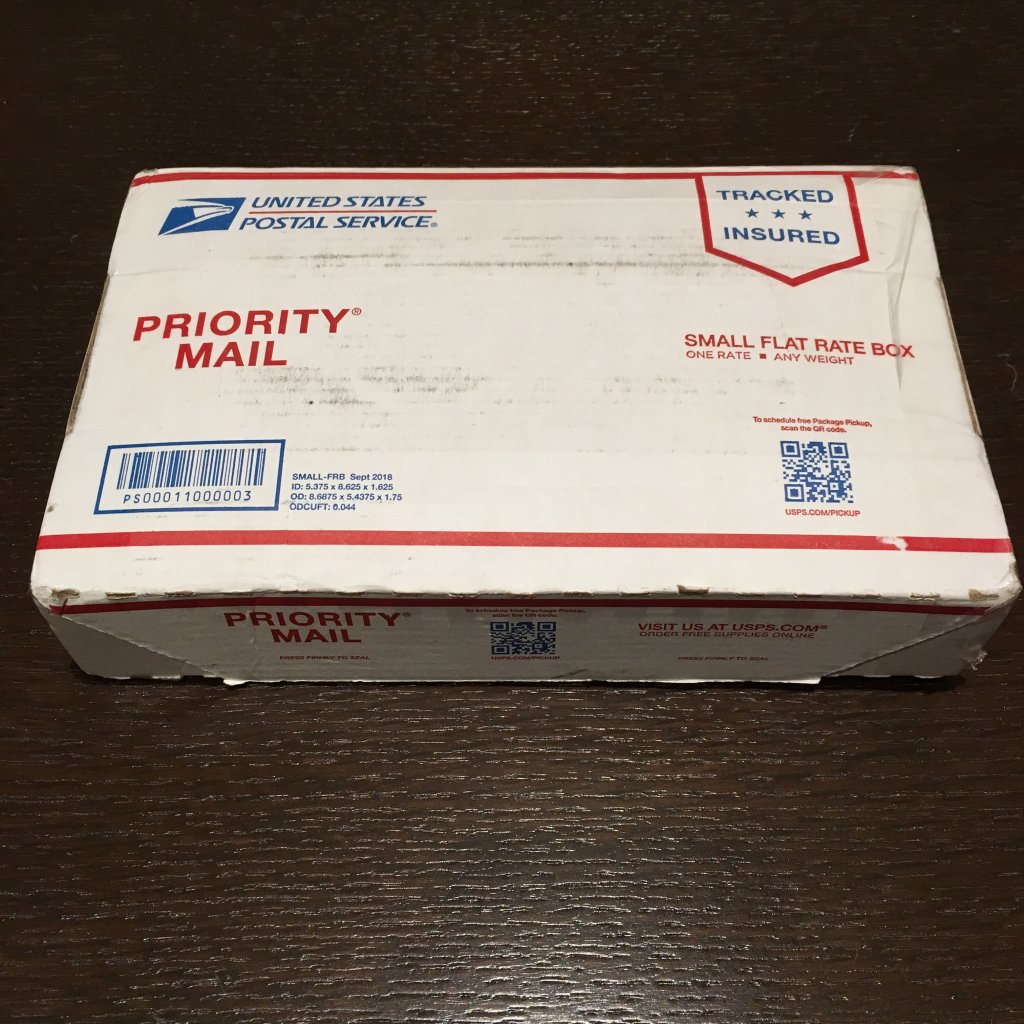 UNITED STATES
POSTAL SERVICE®
TRACKED
★ ★ ★
INSURED
PRIORITY®
MAIL
SMALL FLAT RATE BOX
ONE RATE ■ ANY WEIGHT
To schedule free Package Pickup,
scan the QR code.
USPS.COM/PICKUP
PS00011000003
SMALL-FRB Sept 2018
ID: 5.375 x 8.625 x 1.625
OD: 8.6875 x 5.4375 x 1.75
ODCUFT: 0.044
PRIORITY®
MAIL
PRESS FIRMLY TO SEAL
To schedule free Package Pickup,
scan the QR code.
USPS.COM/PICKUP
VISIT US AT USPS.COM®
ORDER FREE SUPPLIES ONLINE
PRESS FIRMLY TO SEAL